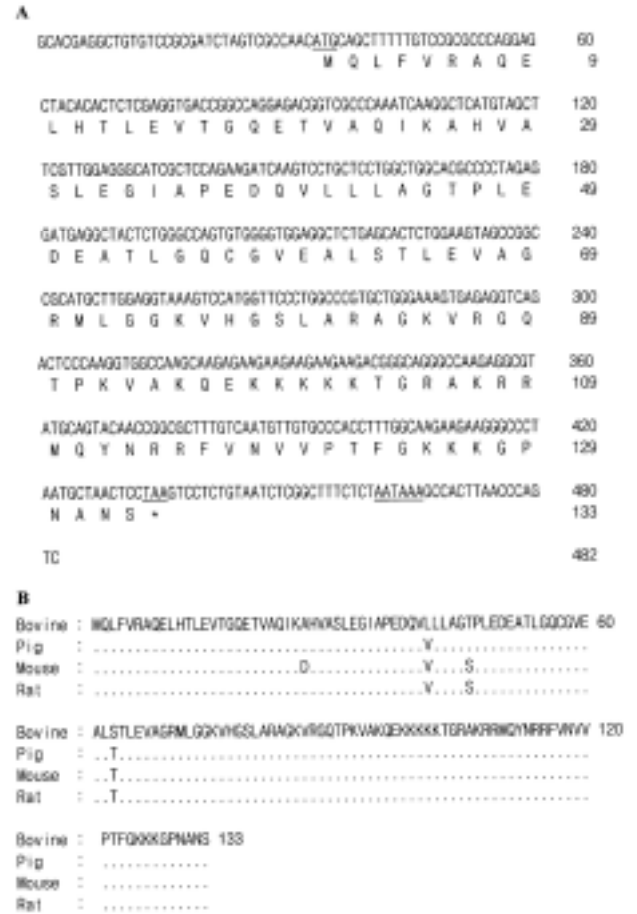 A
GCACGAGGCTGTGTCCGCGATCTAGTCGCCAACATGCAGCTTTTTGTCCGCGCCCAGGAG 60
M Q L F V R A Q E 9
CTACACACTCTCGAGGTGACCGGCCAGGAGACGGTCGCCCAAATCAAGGCTCATGTAGCT 120
L H T L E V T G Q E T V A Q I K A H V A 29
TCGTTGGAGGGCATCGCTCCAGAAGATCAAGTCCTGCTCCTGGCTGGCACGCCCCTAGAG 180
S L E G I A P E D Q V L L L A G T P L E 49
GATGAGGCTACTCTGGGCCAGTGTGGGGTGGAGGCTCTGAGCACTCTGGAAGTAGCCGGC 240
D E A T L G Q C G V E A L S T L E V A G 69
CGCATGCTTGGAGGTAAAGTCCATGGTTCCCTGGCCCGTGCTGGGAAAGTGAGAGGTCAG 300
R M L G G K V H G S L A R A G K V R G Q 89
ACTCCCAAGGTGGCCAAGCAAGAGAAGAAGAAGAAGAAGACGGGCAGGGCCAAGAGGCGT 360
T P K V A K Q E K K K K K T G R A K R R 109
ATGCAGTACAACCGGCGCTTTGTCAATGTTGTGCCCACCTTTGGCAAGAAGAAGGGCCCT 420
M Q Y N R R F V N V V P T F G K K K G P 129
AATGCTAACTCCTAAGTCCTCTGTAATCTCGGCTTTCTCTAATAAAGCCACTTAACCCAG 480
N A N S * 133
TC 482
B
Bovine : MQLFVRAQELHTLEVTGQETVAQIKAHVASLEGIAPEDQVLLLAGTPLEDEATLGQCGVE 60
Pig : ........................................V...................
Mouse : .........................D..............V....S..............
Rat : ........................................V....S..............
Bovine : ALSTLEVAGRMLGGKVHGSLARAGKVRGQTPKVAKQEKKKKKTGRAKRRMQYNRRFVNVV 120
Pig : ..T.........................................................
Mouse : ..T.........................................................
Rat : ..T.........................................................
Bovine : PTFGKKKGPNANS 133
Pig : .............
Mouse : .............
Rat : .............